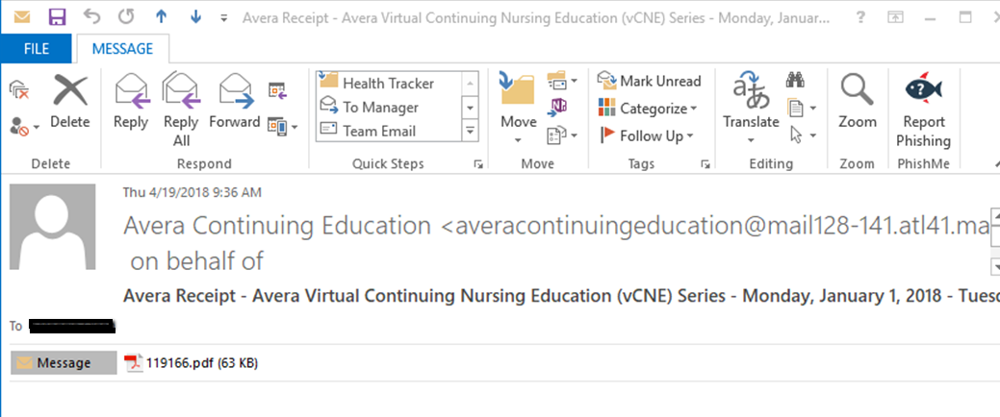 Avera Receipt - Avera Virtual Continuing Nursing Education (vCNE) Series - Monday, Januar... ?
FILE MESSAGE
Delete
Reply
Reply All
Forward
Health Tracker
To Manager
Team Email
Move
Mark Unread
Categorize
Follow Up
Translate
Zoom
Report Phishing
Delete Respond Quick Steps Move Tags Editing Zoom PhishMe
Thu 4/19/2018 9:36 AM
Avera Continuing Education <averacontinuingeducation@mail128-141.atl41.ma
on behalf of
Avera Receipt - Avera Virtual Continuing Nursing Education (vCNE) Series - Monday, January 1, 2018 - Tuesd
To
Message 119166.pdf (63 KB)